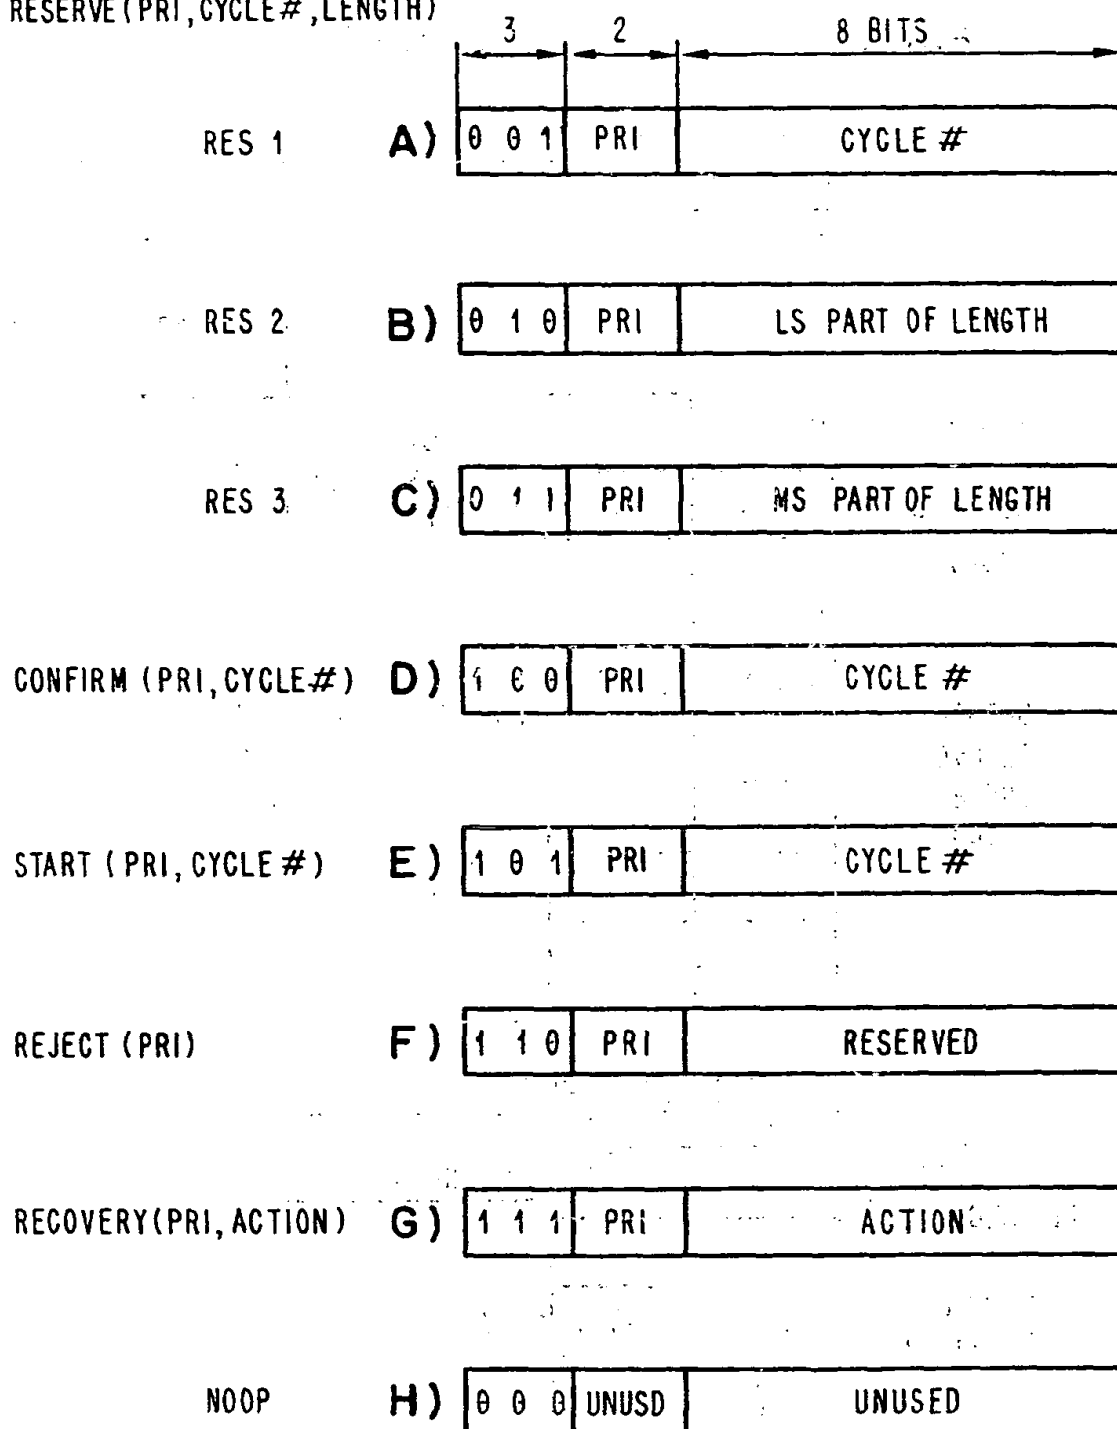 RESERVE(PRI,CYCLE#,LENGTH)
3 2 8 BITS
RES 1 A) 0 0 1 PRI CYCLE #
RES 2 B) 0 1 0 PRI LS PART OF LENGTH
RES 3 C) 0 1 1 PRI MS PART OF LENGTH
CONFIRM (PRI,CYCLE#) D) 1 0 0 PRI CYCLE #
START (PRI,CYCLE #) E) 1 0 1 PRI CYCLE #
REJECT (PRI) F) 1 1 0 PRI RESERVED
RECOVERY(PRI,ACTION) G) 1 1 1 PRI ACTION
NOOP H) 0 0 0 UNUSD UNUSED